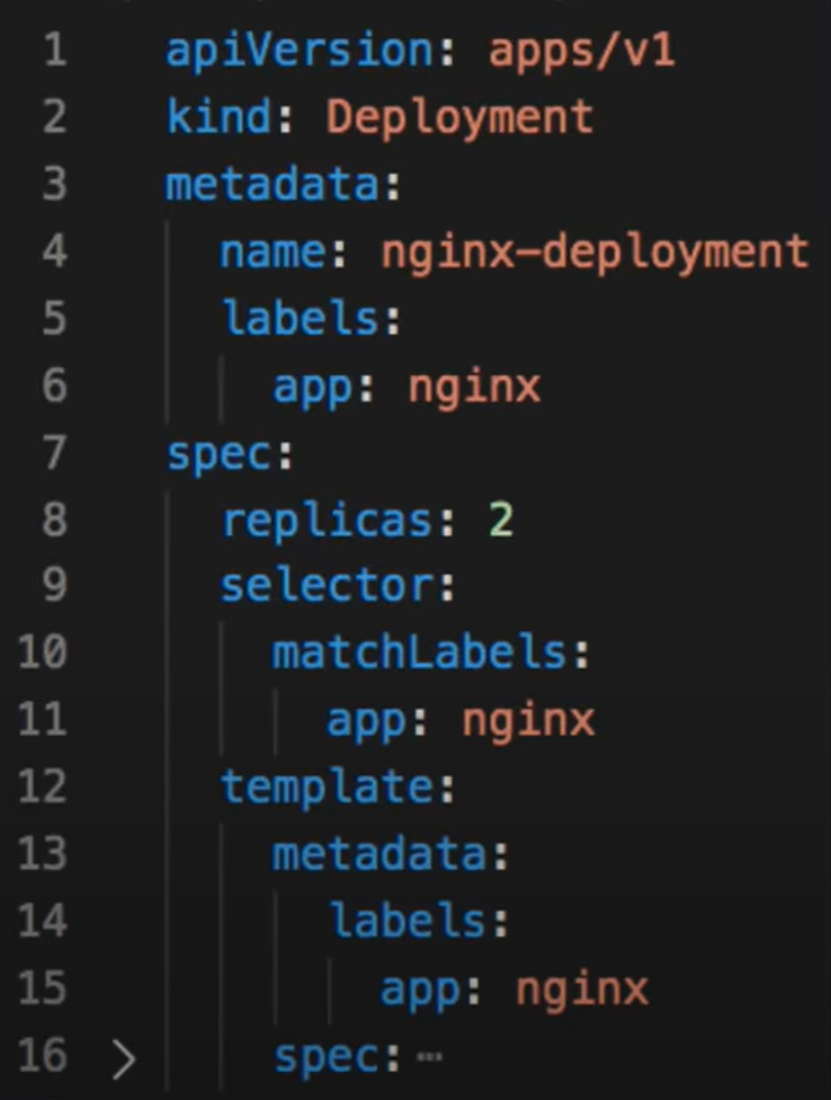 1 apiVersion: apps/v1
2 kind: Deployment
3 metadata:
4   name: nginx-deployment
5   labels:
6     app: nginx
7 spec:
8   replicas: 2
9   selector:
10     matchLabels:
11       app: nginx
12   template:
13     metadata:
14       labels:
15         app: nginx
16     spec:…